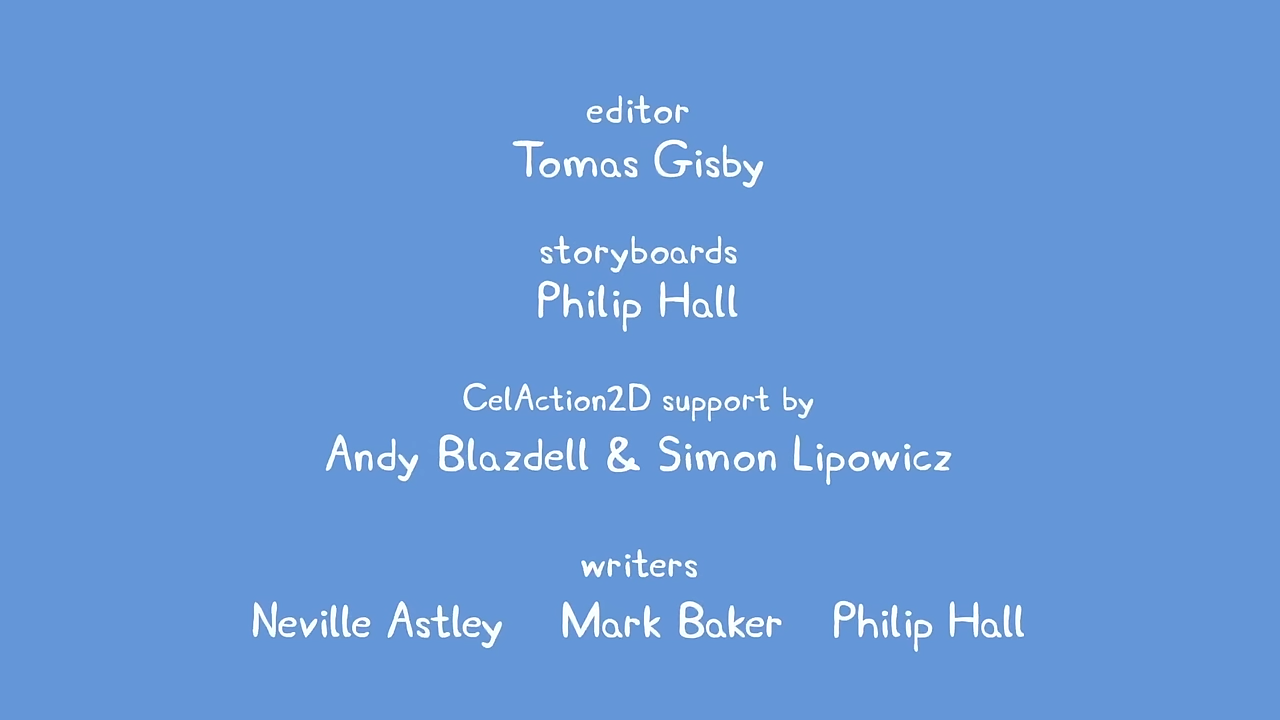 editor
Tomas Gisby
storyboards
Philip Hall
CelAction2D support by
Andy Blazdell & Simon Lipowicz
writers
Neville Astley Mark Baker Philip Hall